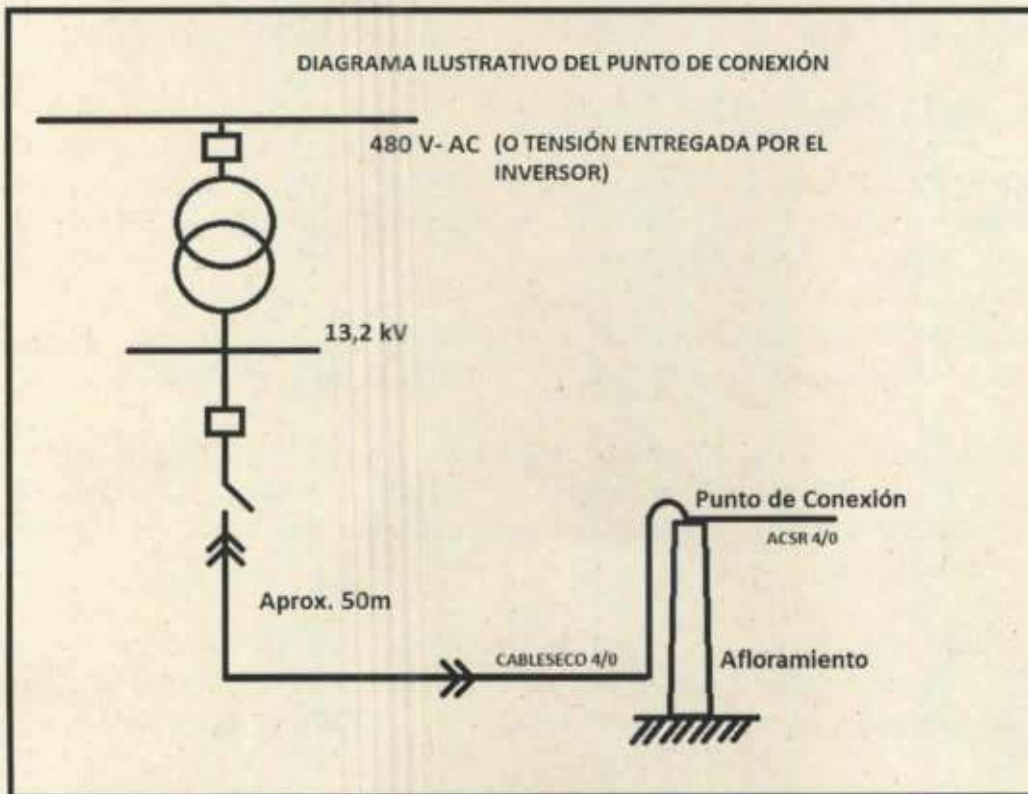 DIAGRAMA ILUSTRATIVO DEL PUNTO DE CONEXIÓN
480 V- AC (O TENSIÓN ENTREGADA POR EL
INVERSOR)
13,2 kV
Punto de Conexión
ACSR 4/0
Aprox. 50m
CABLESECO 4/0
Afloramiento